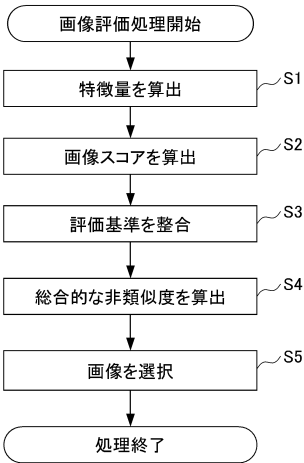 画像評価処理開始
特徴量を算出
S1
画像スコアを算出
S2
評価基準を整合
S3
総合的な非類似度を算出
S4
画像を選択
S5
処理終了